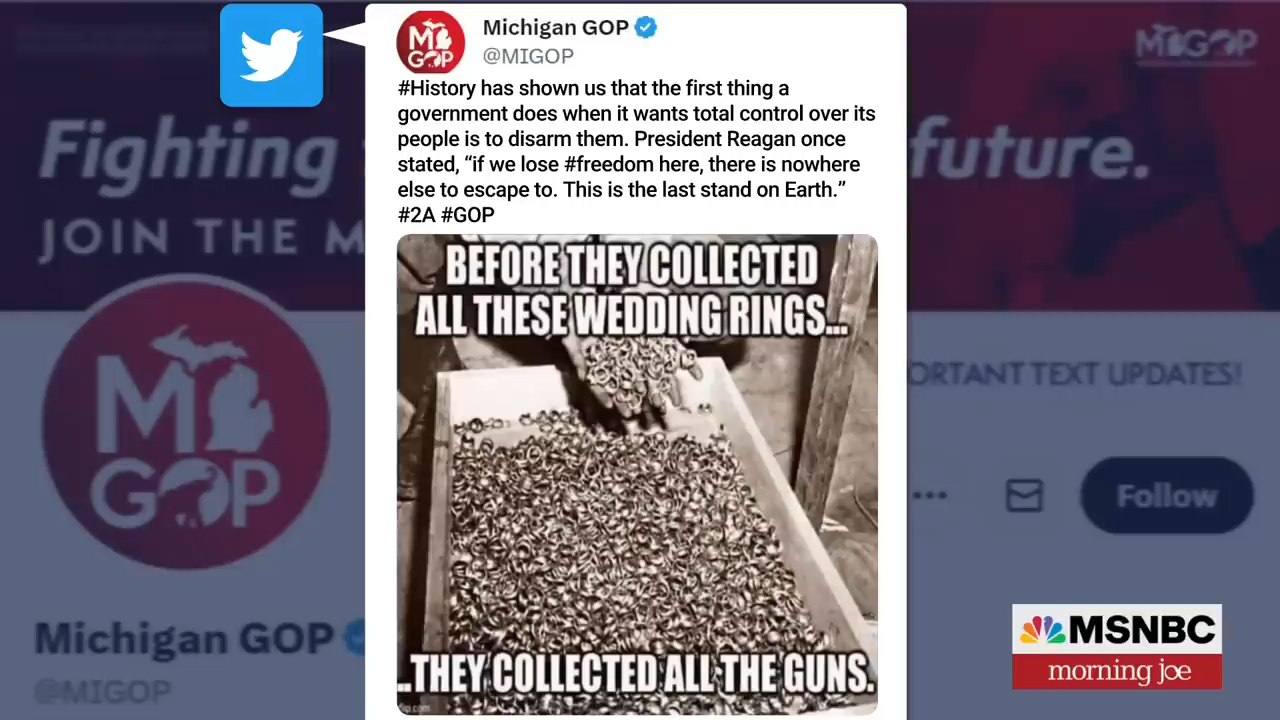 Michigan GOP
@MIGOP
#History has shown us that the first thing a
government does when it wants total control over its
people is to disarm them. President Reagan once
stated, “if we lose #freedom here, there is nowhere
else to escape to. This is the last stand on Earth.”
#2A #GOP
BEFORE THEY COLLECTED
ALL THESE WEDDING RINGS...
...THEY COLLECTED ALL THE GUNS.
MIGOP
Fighting
future.
JOIN THE M
ORTANT TEXT UPDATES!
MI
GOP
MI
GOP
Follow
Michigan GOP
@MIGOP
MSNBC
morning joe